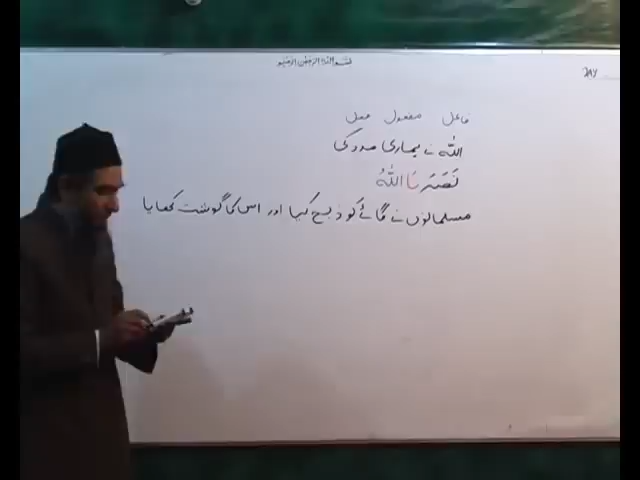 بسم اللہ الرحمن الرحیم
فاعل مفعول فعل
اللہ نے ہماری مدد کی
نَصَرَنَا اللّٰهُ
مسلمانوں نے گائے کو ذبح کیا اور اس کا گوشت کھایا